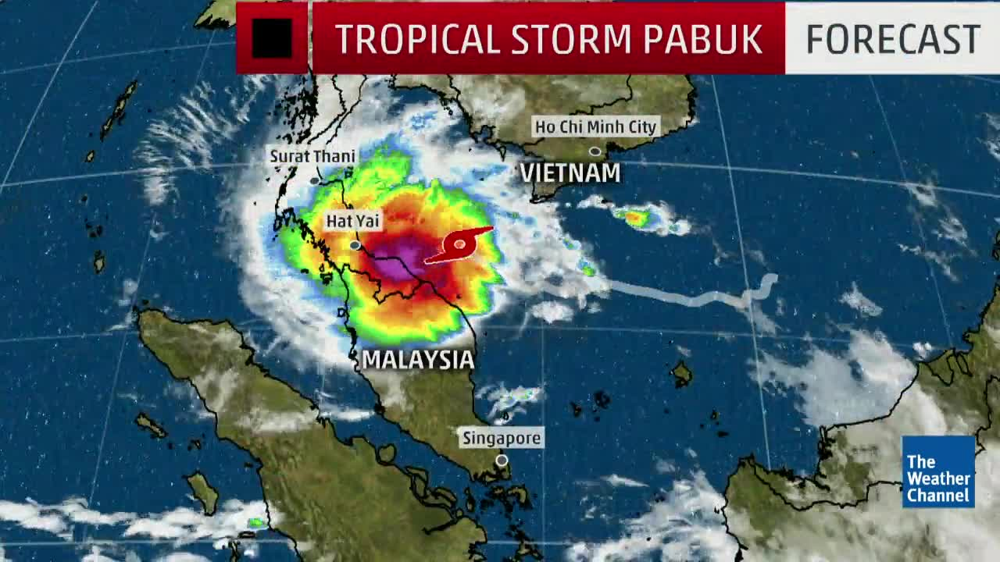 TROPICAL STORM PABUK
FORECAST
Ho Chi Minh City
Surat Thani
VIETNAM
Hat Yai
MALAYSIA
Singapore
The
Weather
Channel